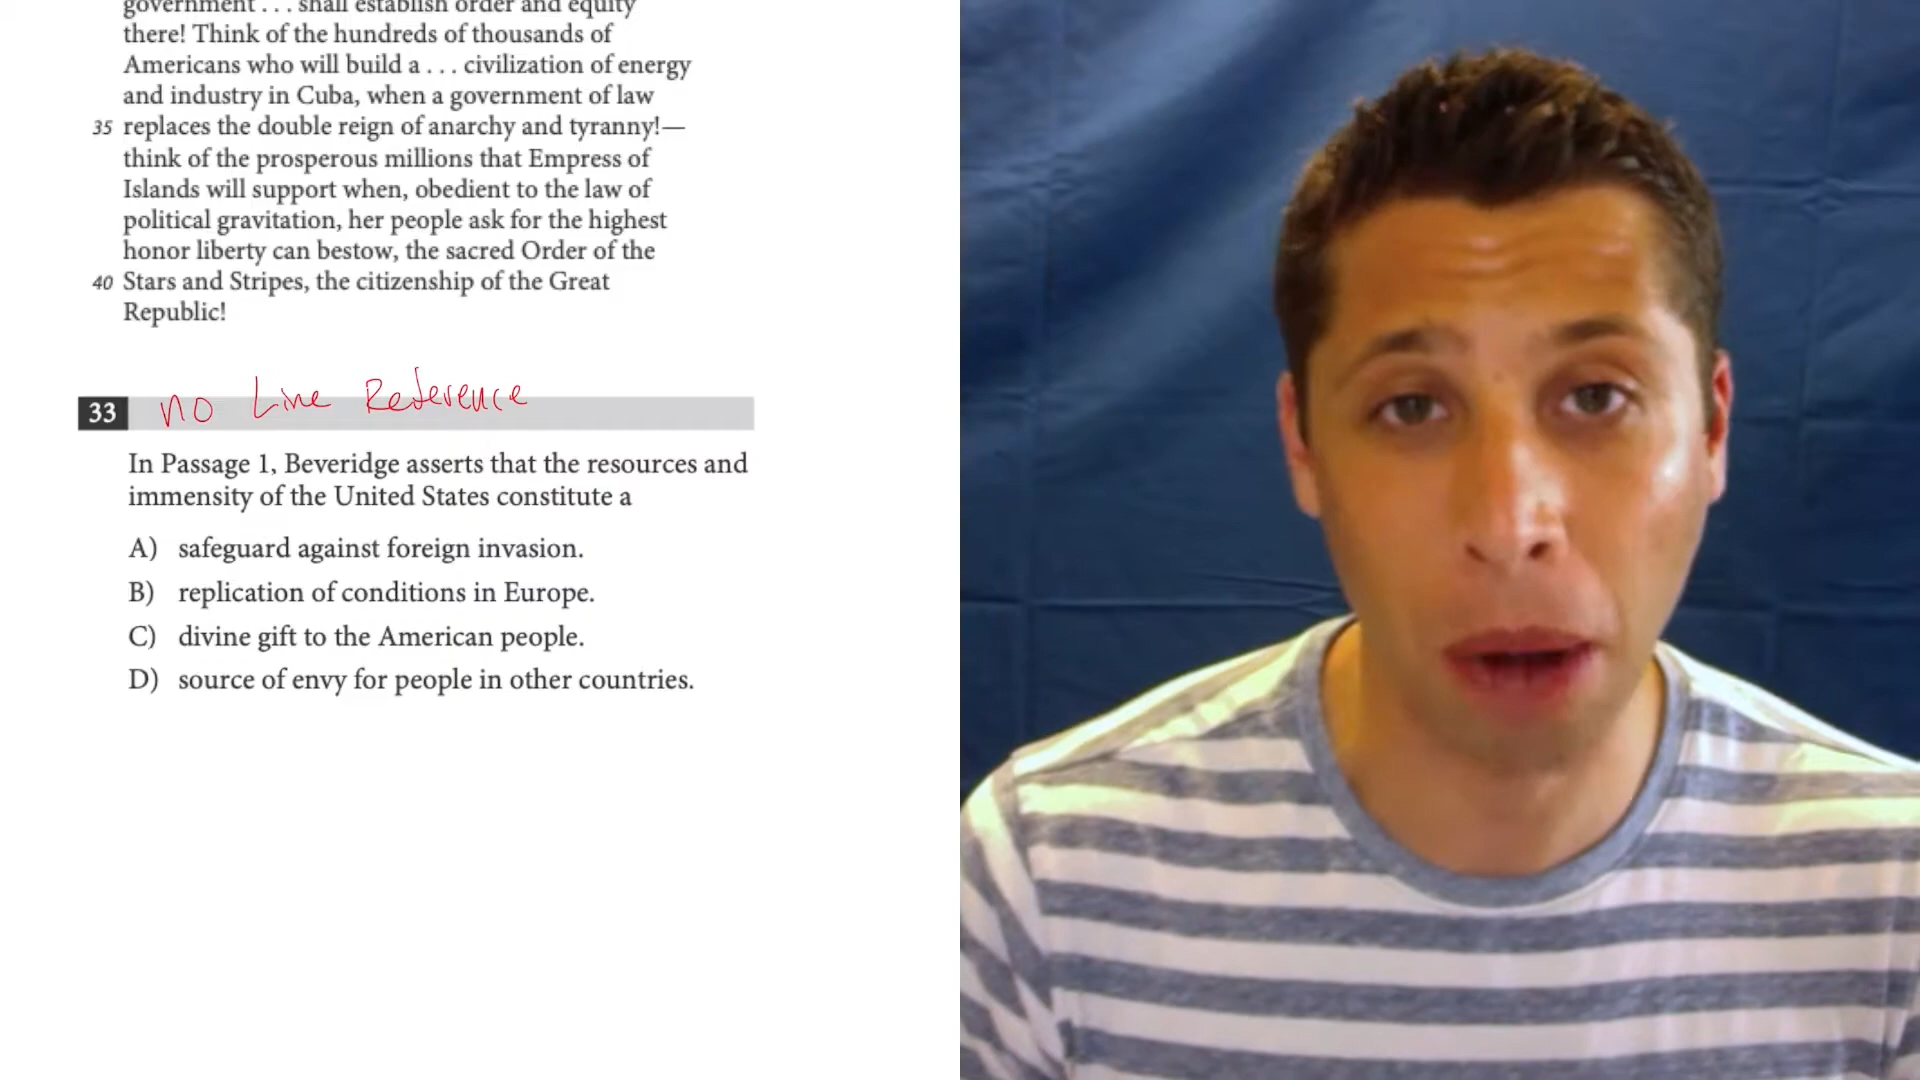 government . . . shall establish order and equity
there! Think of the hundreds of thousands of
Americans who will build a . . . civilization of energy
and industry in Cuba, when a government of law
35 replaces the double reign of anarchy and tyranny!—
think of the prosperous millions that Empress of
Islands will support when, obedient to the law of
political gravitation, her people ask for the highest
honor liberty can bestow, the sacred Order of the
40 Stars and Stripes, the citizenship of the Great
Republic!
33 no Line Reference
In Passage 1, Beveridge asserts that the resources and
immensity of the United States constitute a
A) safeguard against foreign invasion.
B) replication of conditions in Europe.
C) divine gift to the American people.
D) source of envy for people in other countries.